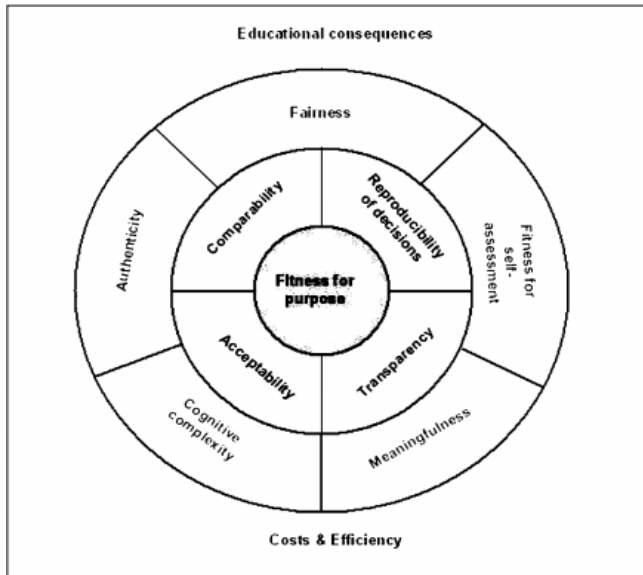 Educational consequences
Fairness
Authenticity
Comparability
Reproducibility
of decisions
Fitness for
self-
assessment
Fitness for
purpose
Acceptability
Transparency
Cognitive
complexity
Meaningfulness
Costs & Efficiency